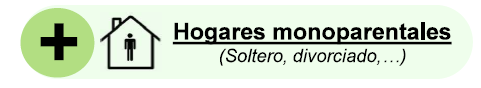 Hogares monoparentales
(Soltero, divorciado,…)